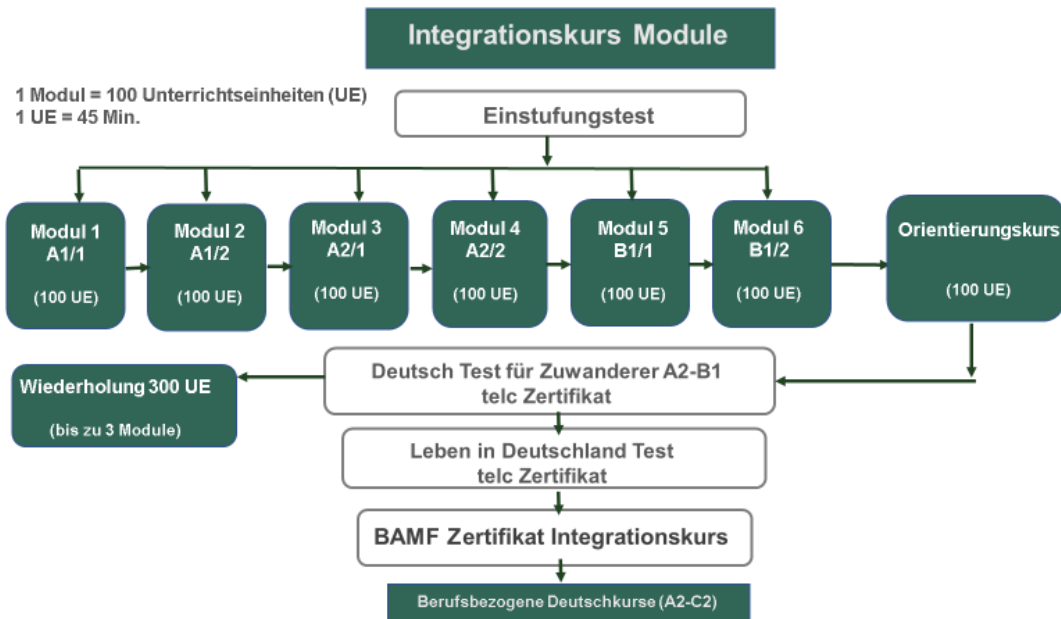 Integrationskurs Module
1 Modul = 100 Unterrichtseinheiten (UE)
1 UE = 45 Min.
Einstufungstest
Modul 1
A1/1
(100 UE)
Modul 2
A1/2
(100 UE)
Modul 3
A2/1
(100 UE)
Modul 4
A2/2
(100 UE)
Modul 5
B1/1
(100 UE)
Modul 6
B1/2
(100 UE)
Orientierungskurs
(100 UE)
Deutsch Test für Zuwanderer A2-B1
telc Zertifikat
Wiederholung 300 UE
(bis zu 3 Module)
Leben in Deutschland Test
telc Zertifikat
BAMF Zertifikat Integrationskurs
Berufsbezogene Deutschkurse (A2-C2)